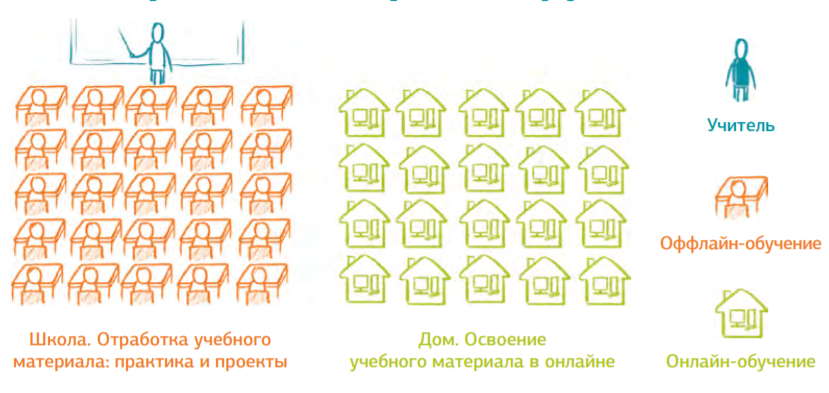 Школа. Отработка учебного
материала: практика и проекты
Дом. Освоение
учебного материала в онлайне
Учитель
Оффлайн-обучение
Онлайн-обучение